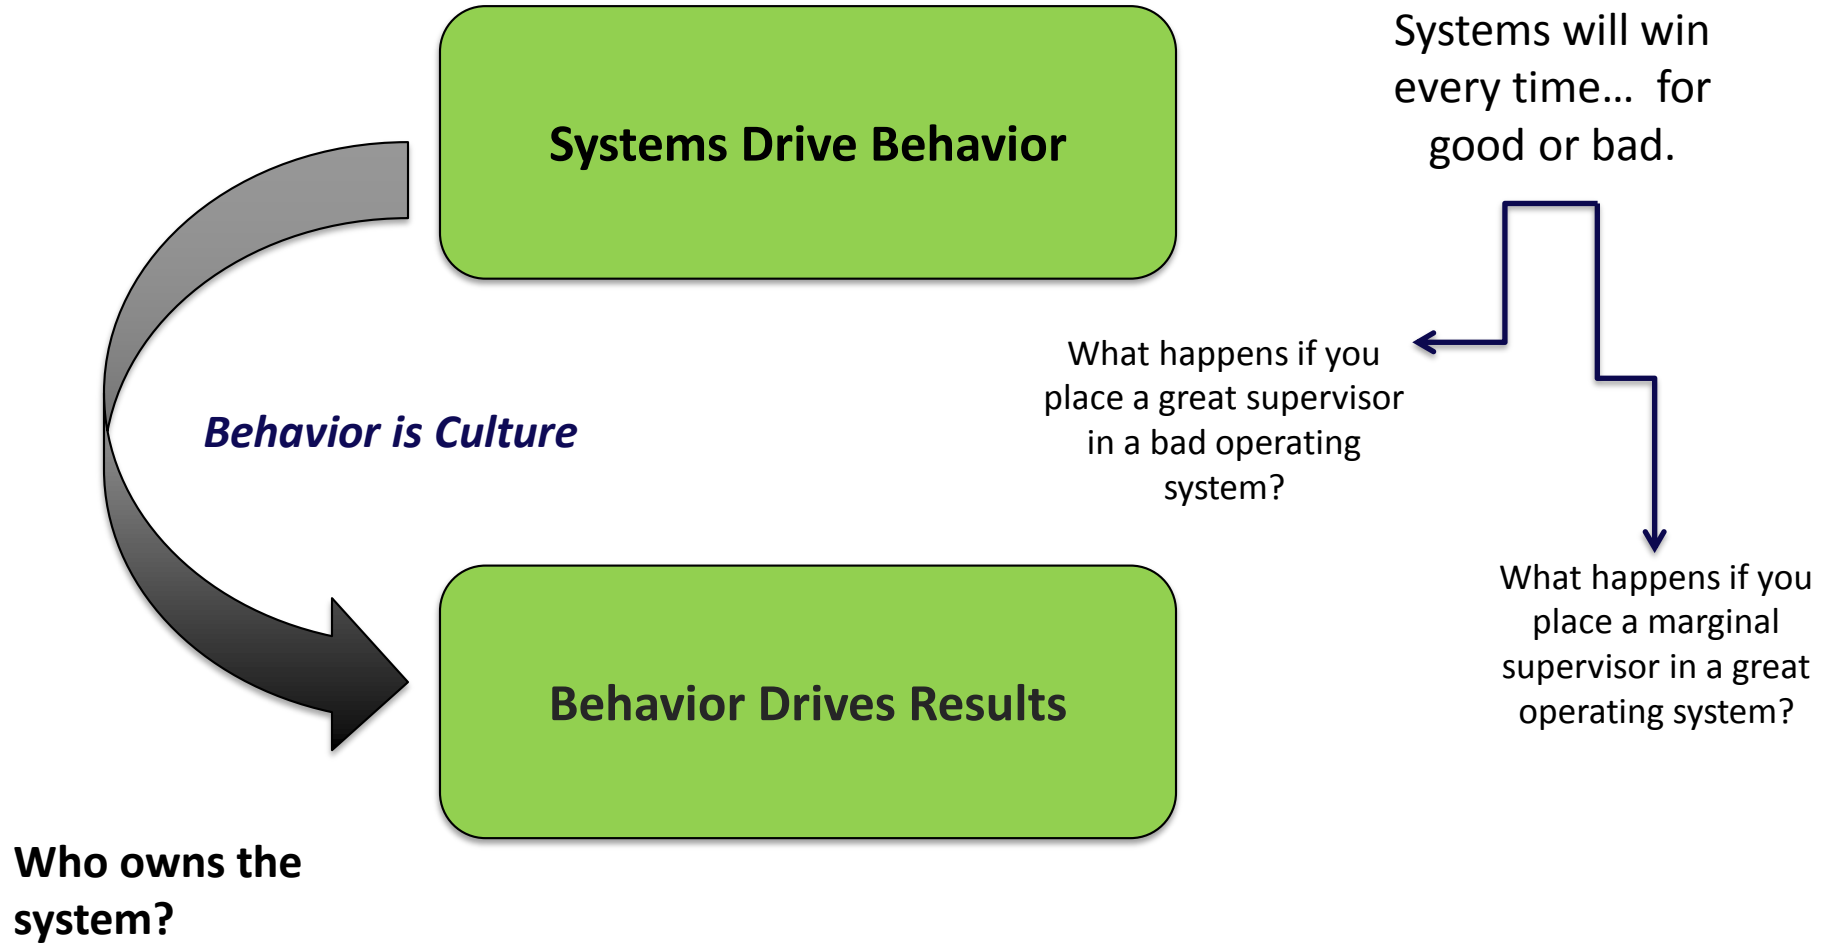 Systems Drive Behavior
Systems will win
every time… for
good or bad.
What happens if you
place a great supervisor
in a bad operating
system?
Behavior is Culture
What happens if you
place a marginal
supervisor in a great
operating system?
Behavior Drives Results
Who owns the
system?